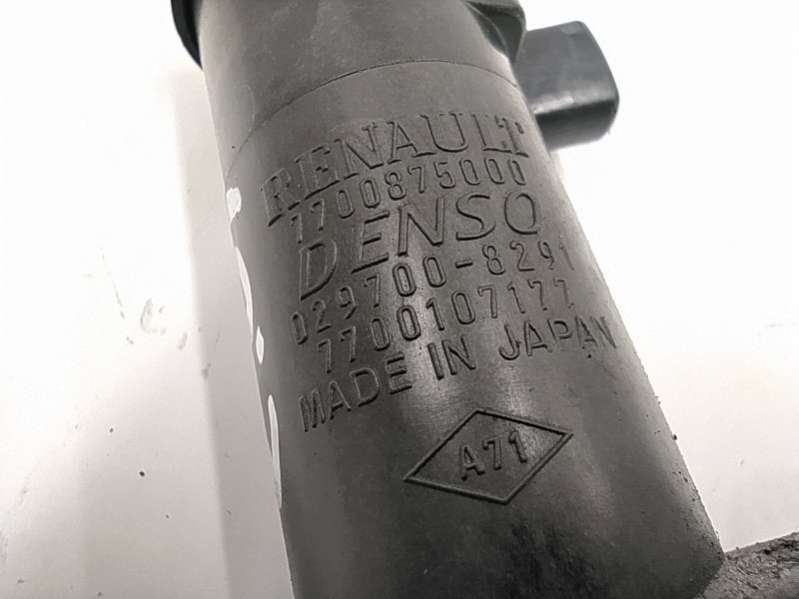 RENAULT
7700875000
DENSO
029700-8291
7700107177
MADE IN JAPAN
A71